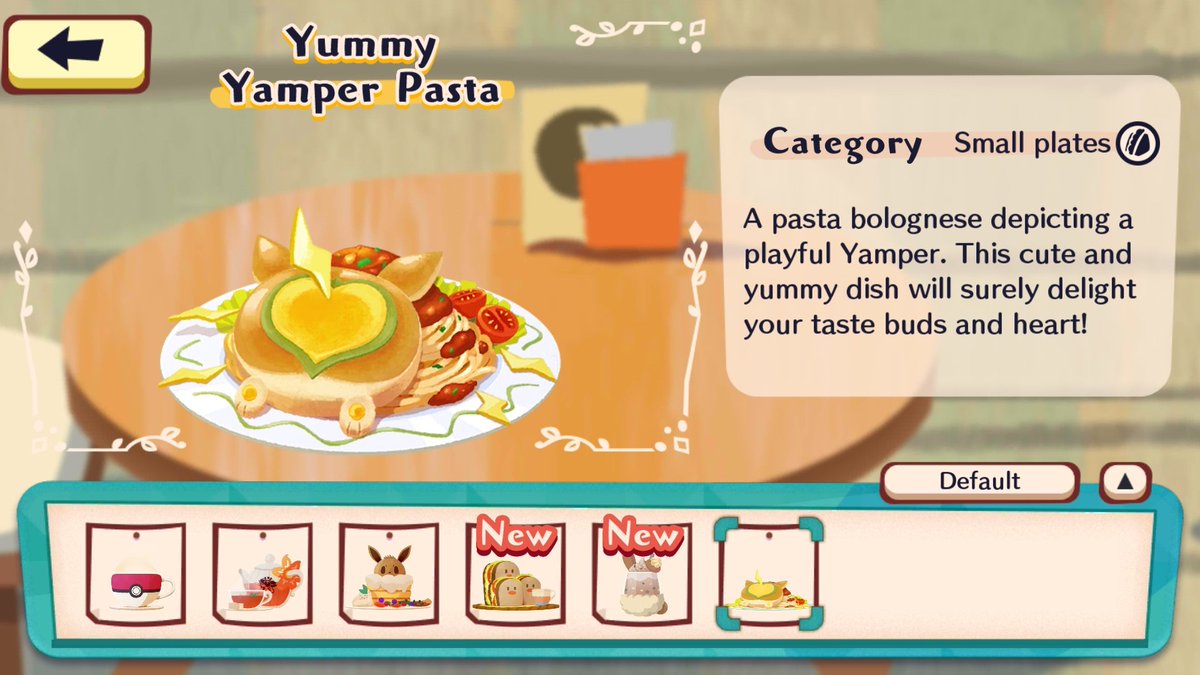 Yummy
Yamper Pasta
Category Small plates
A pasta bolognese depicting a
playful Yamper. This cute and
yummy dish will surely delight
your taste buds and heart!
Default
New
New